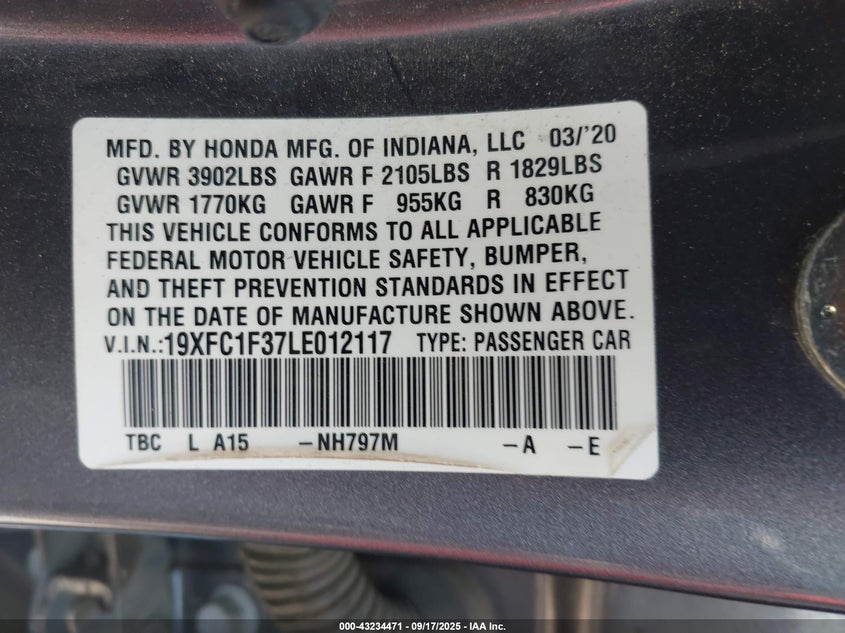 MFD. BY HONDA MFG. OF INDIANA, LLC 03/'20
GVWR 3902LBS GAWR F 2105LBS R 1829LBS
GVWR 1770KG GAWR F 955KG R 830KG
THIS VEHICLE CONFORMS TO ALL APPLICABLE
FEDERAL MOTOR VEHICLE SAFETY, BUMPER,
AND THEFT PREVENTION STANDARDS IN EFFECT
ON THE DATE OF MANUFACTURE SHOWN ABOVE.
V.I.N.:19XFC1F37LE012117 TYPE: PASSENGER CAR
TBC L A15 -NH797M -A -E
000-43234471 - 09/17/2025 - IAA Inc.